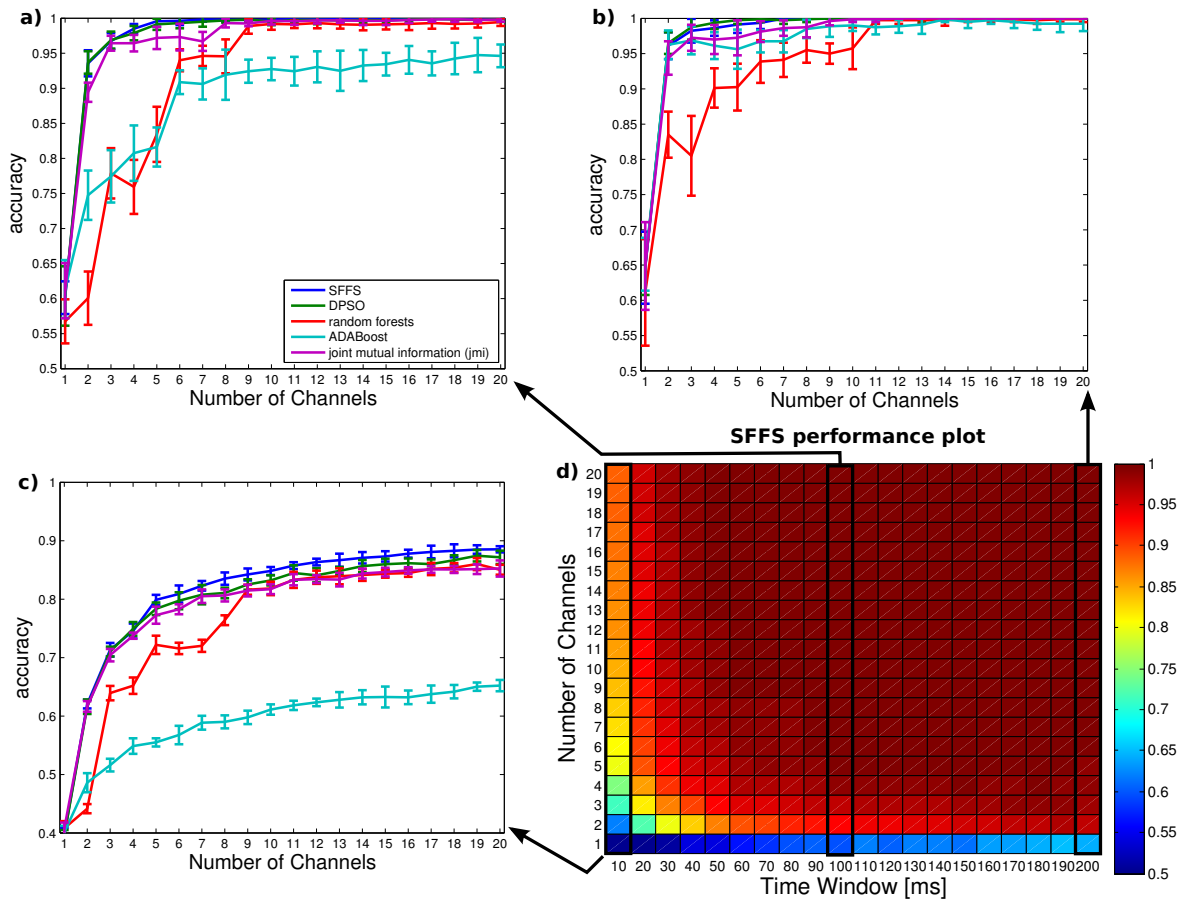 a)
1
0.95
0.9
0.85
0.8
0.75
0.7
0.65
0.6
0.55
0.5
accuracy
SFFS
DPSO
random forests
ADABoost
joint mutual information (jmi)
1 2 3 4 5 6 7 8 9 10 11 12 13 14 15 16 17 18 19 20
Number of Channels
b)
1
0.95
0.9
0.85
0.8
0.75
0.7
0.65
0.6
0.55
0.5
accuracy
1 2 3 4 5 6 7 8 9 10 11 12 13 14 15 16 17 18 19 20
Number of Channels
c)
1
0.9
0.8
0.7
0.6
0.5
0.4
accuracy
1 2 3 4 5 6 7 8 9 10 11 12 13 14 15 16 17 18 19 20
Number of Channels
SFFS performance plot
d)
20
19
18
17
16
15
14
13
12
11
10
9
8
7
6
5
4
3
2
1
Number of Channels
10 20 30 40 50 60 70 80 90 100 110 120 130 140 150 160 170 180 190 200
Time Window [ms]
1
0.95
0.9
0.85
0.8
0.75
0.7
0.65
0.6
0.55
0.5